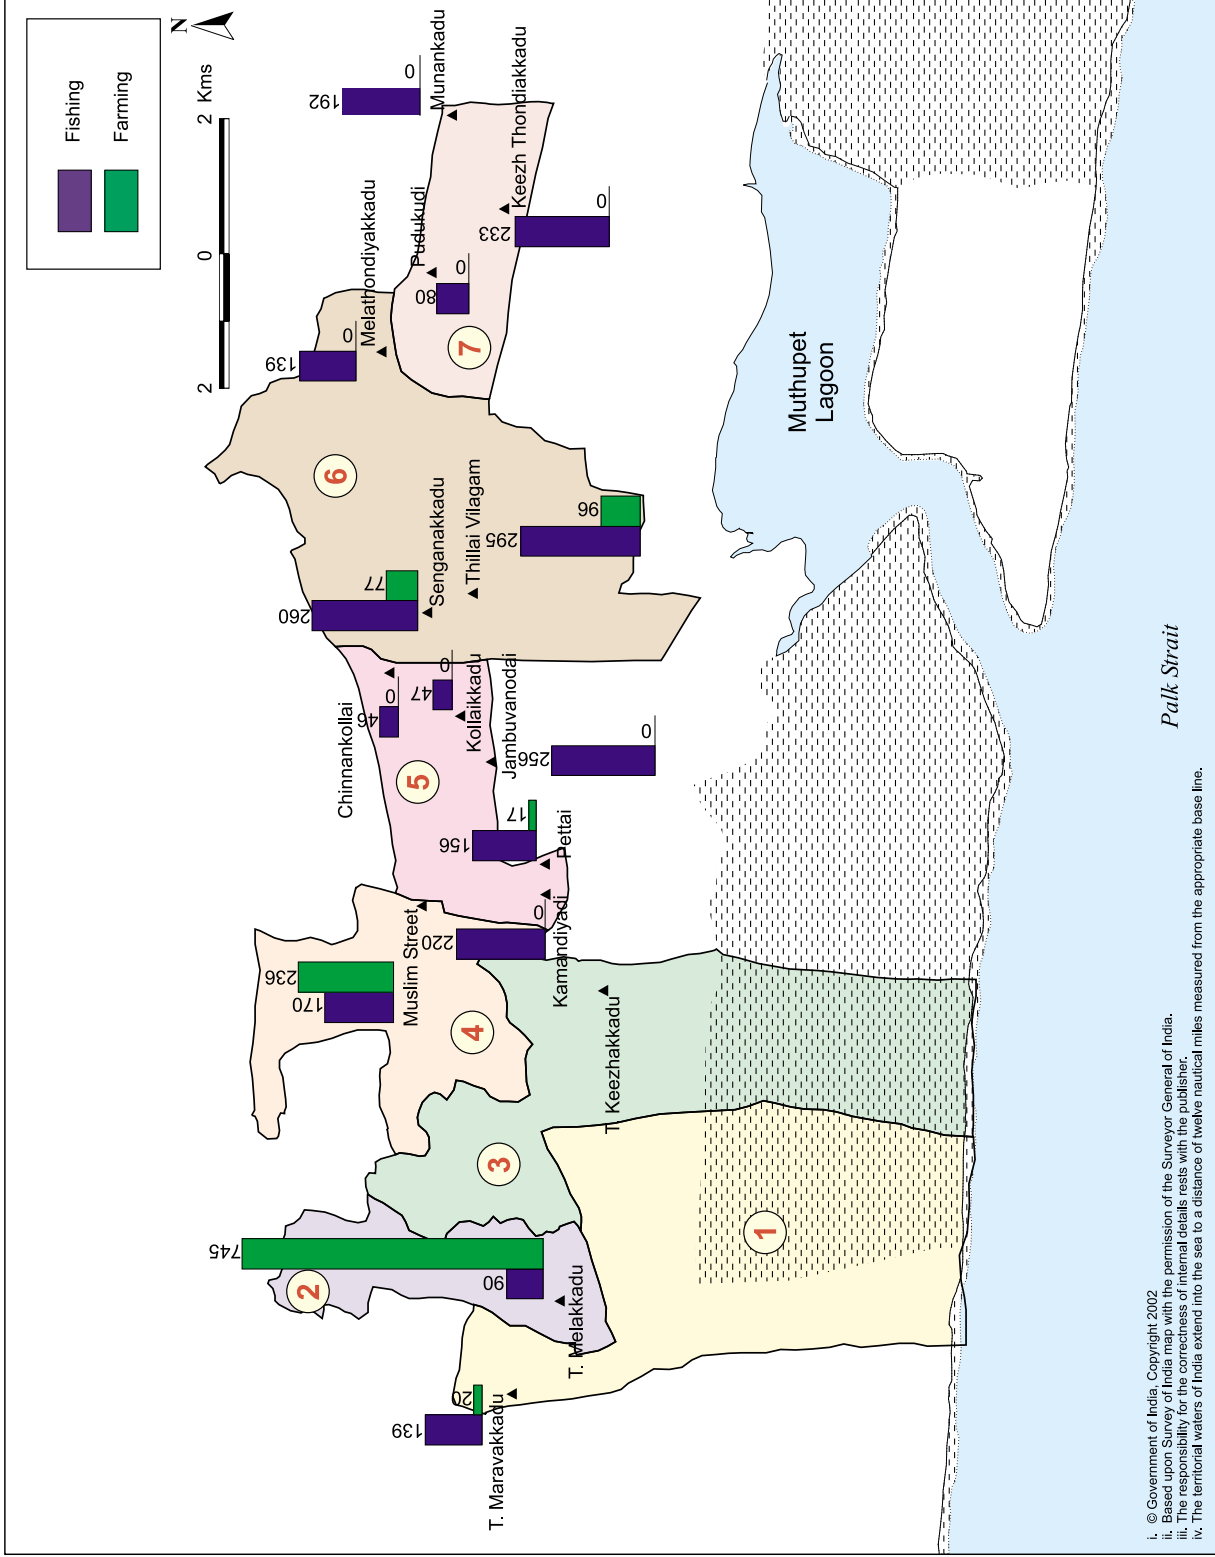 Fishing
Farming
N
2 0 2 Kms
192
0
Munankadu
Keezh Thondiakkadu
233
0
Pudukudi
80
0
Melathondiyakkadu
139
0
7
6
Senganakkadu
260
77
Thillai Vilagam
295
96
Chinnankollai
46
0
Kollaikkadu
47
0
Jambuvanodai
256
0
5
Pettai
156
17
Kamandiyadi
220
0
Muslim Street
170
236
4
T. Keezhakkadu
3
2
745
90
T. Melakkadu
1
T. Maravakkadu
139
20
Muthupet
Lagoon
Palk Strait
i. © Government of India, Copyright 2002
ii. Based upon Survey of India map with the permission of the Surveyor General of India.
iii. The responsibility for the correctness of internal details rests with the publisher.
iv. The territorial waters of India extend into the sea to a distance of twelve nautical miles measured from the appropriate base line.